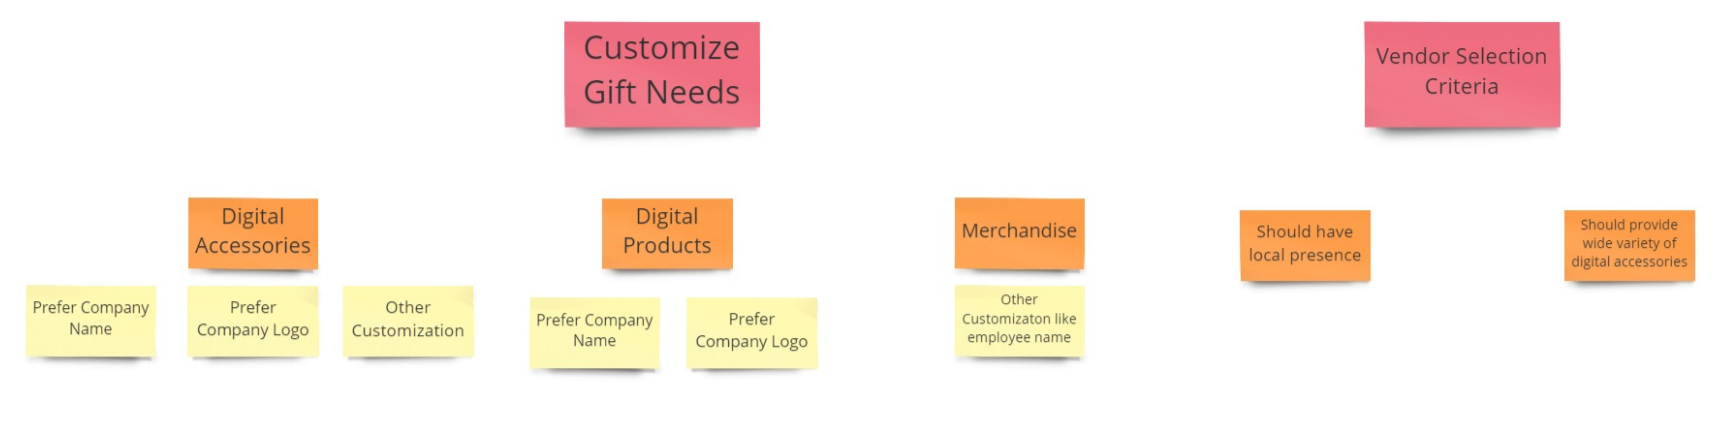 Customize
Gift Needs
Vendor Selection
Criteria
Digital
Accessories
Digital
Products
Merchandise
Should have
local presence
Should provide
wide variety of
digital accessories
Prefer Company
Name
Prefer
Company Logo
Other
Customization
Prefer Company
Name
Prefer
Company Logo
Other
Customizaton like
employee name